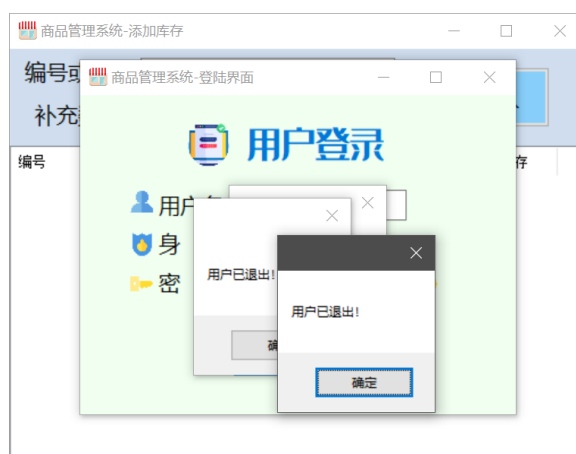 商品管理系统-添加库存
编号或
商品管理系统-登陆界面
补充
用户登录
编号
存
用户
身
密
用户已退出!
用户已退出!
确
确定